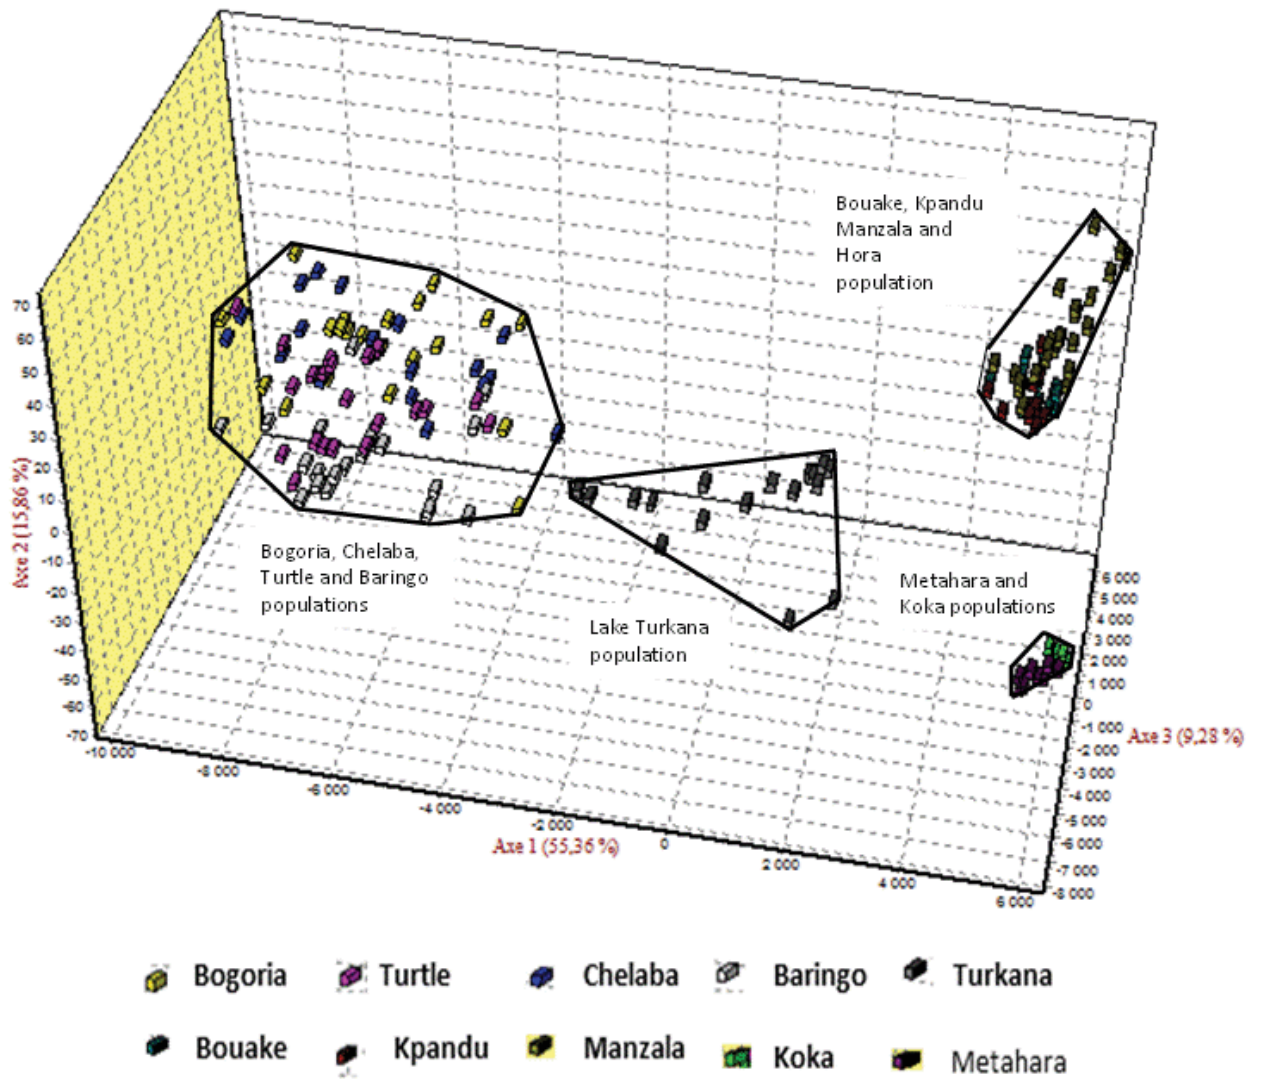 Bouake, Kpandu
Manzala and
Hora
population
70
60
50
40
30
20
10
0
-10
-20
-30
-40
-50
-60
-70
Axe 2 (15,86 %)
Bogoria, Chelaba,
Turtle and Baringo
populations
Lake Turkana
population
Metahara and
Koka populations
6 000
5 000
4 000
3 000
2 000
1 000
0
-1 000
-2 000
-3 000
-4 000
-5 000
-6 000
-7 000
-8 000
Axe 3 (9,28 %)
-10 000
-8 000
-6 000
-4 000
-2 000
0
2 000
4 000
6 000
Axe 1 (55,36 %)
Bogoria Turtle Chelaba Baringo Turkana
Bouake Kpandu Manzala Koka Metahara